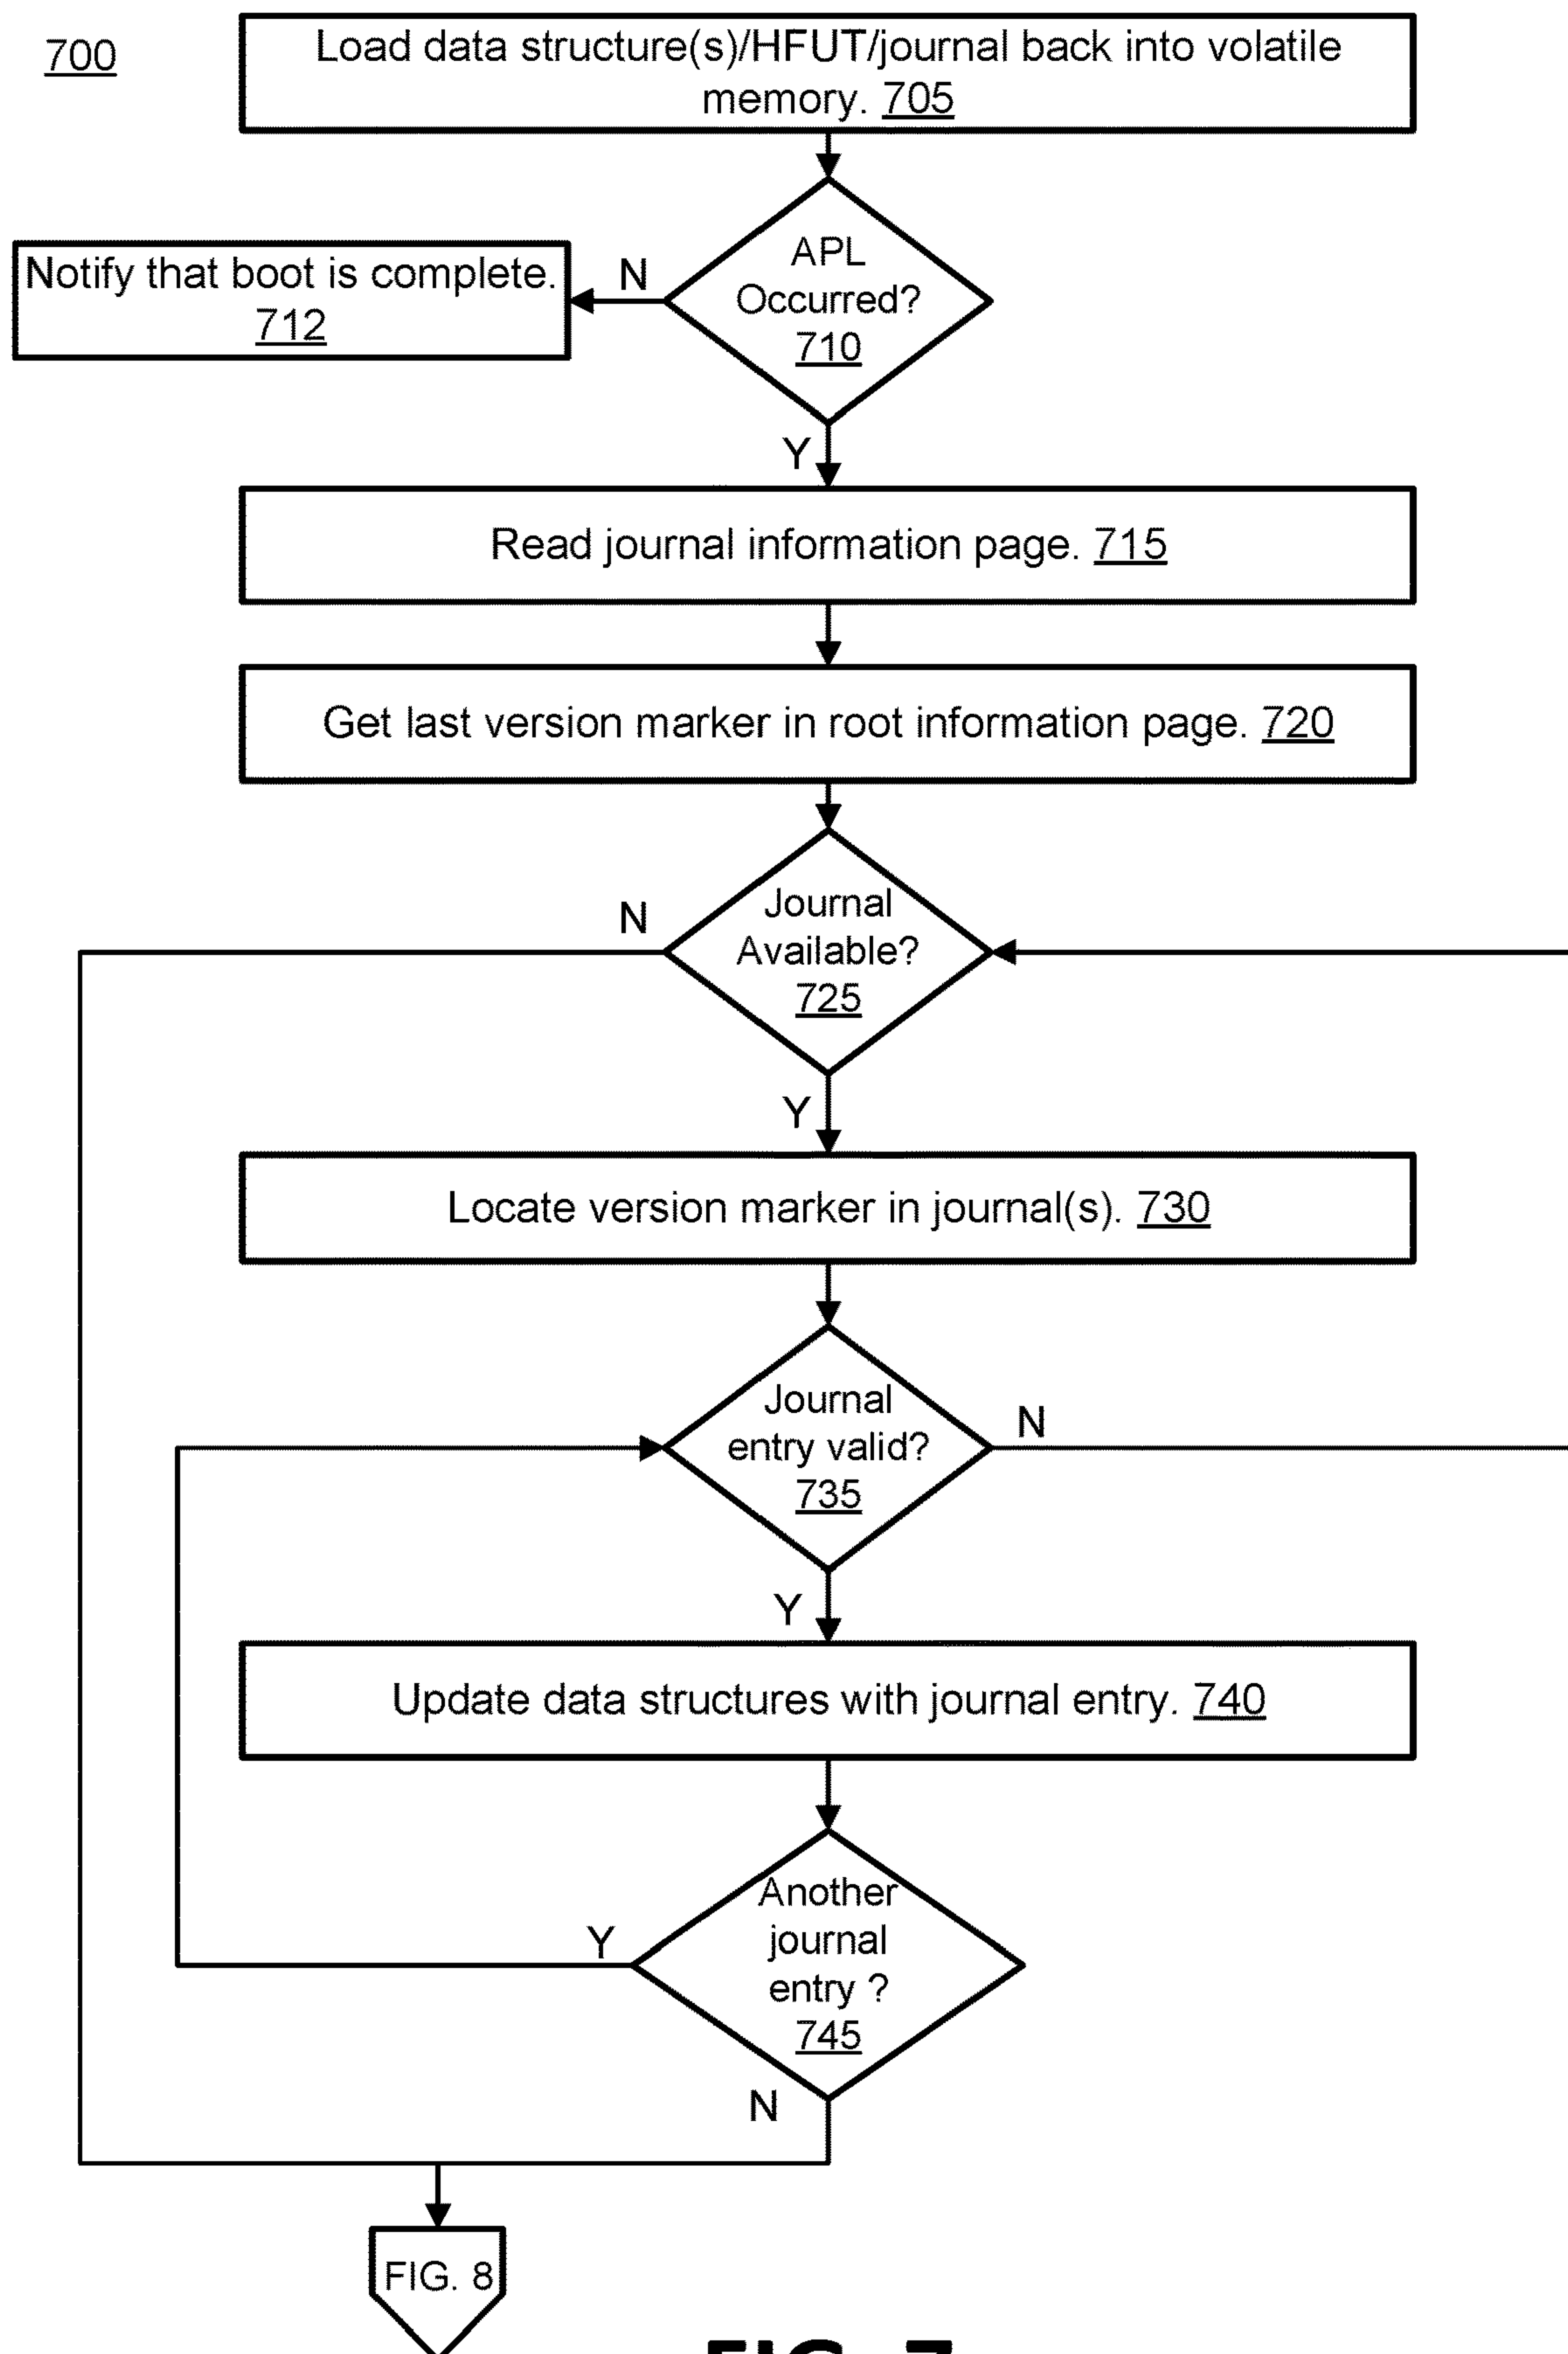 700
Load data structure(s)/HFUT/journal back into volatile
memory. 705
APL
Occurred?
710
N
Notify that boot is complete.
712
Y
Read journal information page. 715
Get last version marker in root information page. 720
Journal
Available?
725
N
Y
Locate version marker in journal(s). 730
Journal
entry valid?
735
N
Y
Update data structures with journal entry. 740
Another
journal
entry ?
745
Y
N
FIG. 8